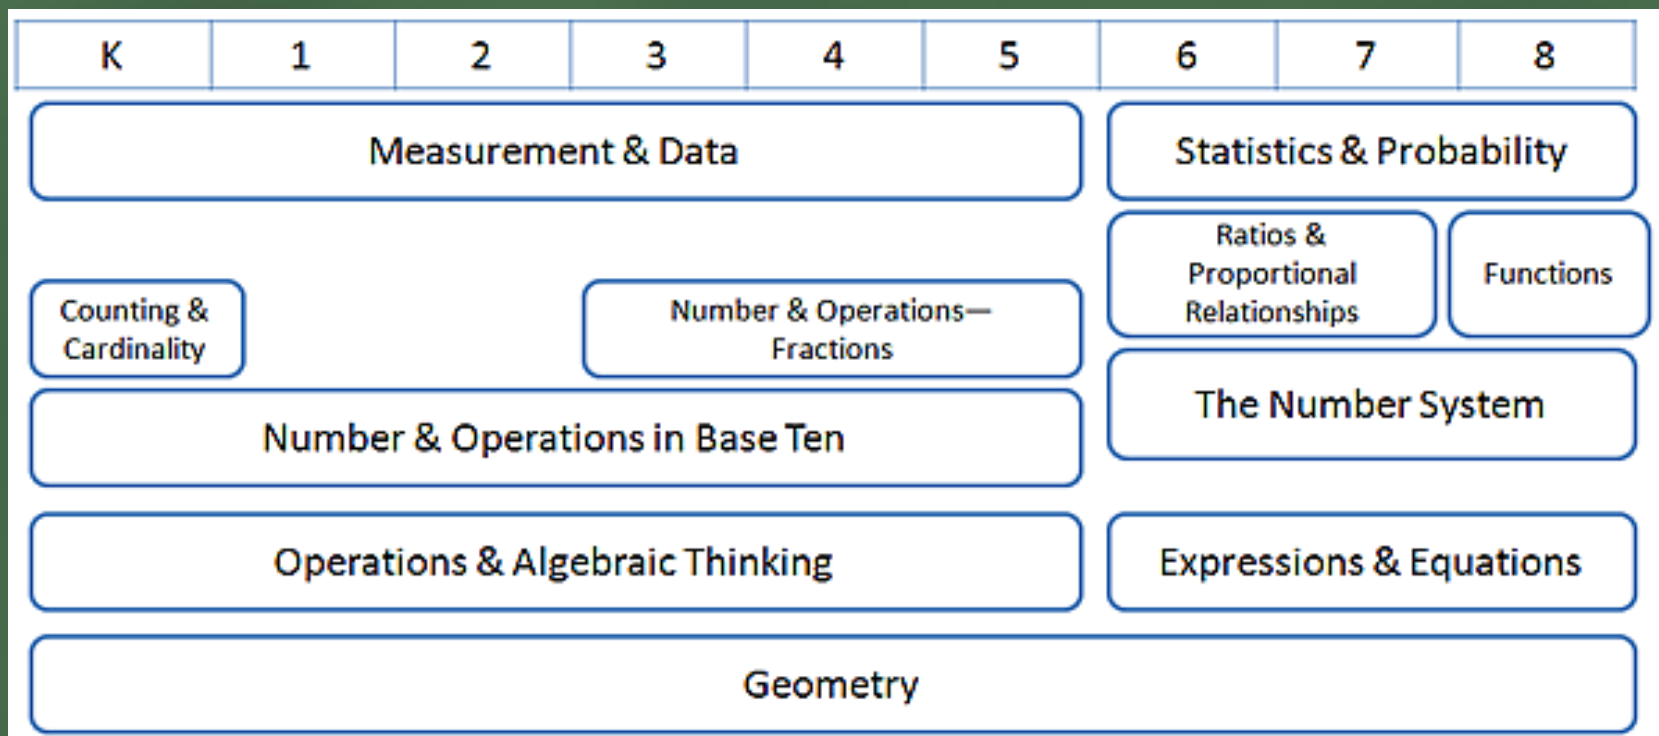 K 1 2 3 4 5 6 7 8
Measurement & Data
Statistics & Probability
Ratios &
Proportional
Relationships
Functions
Counting &
Cardinality
Number & Operations—
Fractions
The Number System
Number & Operations in Base Ten
Operations & Algebraic Thinking
Expressions & Equations
Geometry